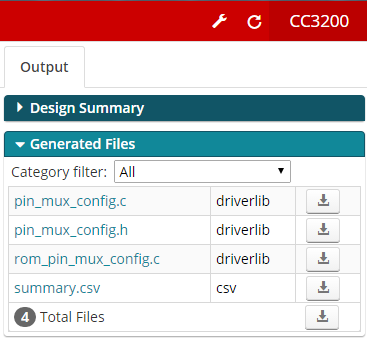 CC3200
Output
Design Summary
Generated Files
Category filter: All
pin_mux_config.c driverlib
pin_mux_config.h driverlib
rom_pin_mux_config.c driverlib
summary.csv csv
4 Total Files